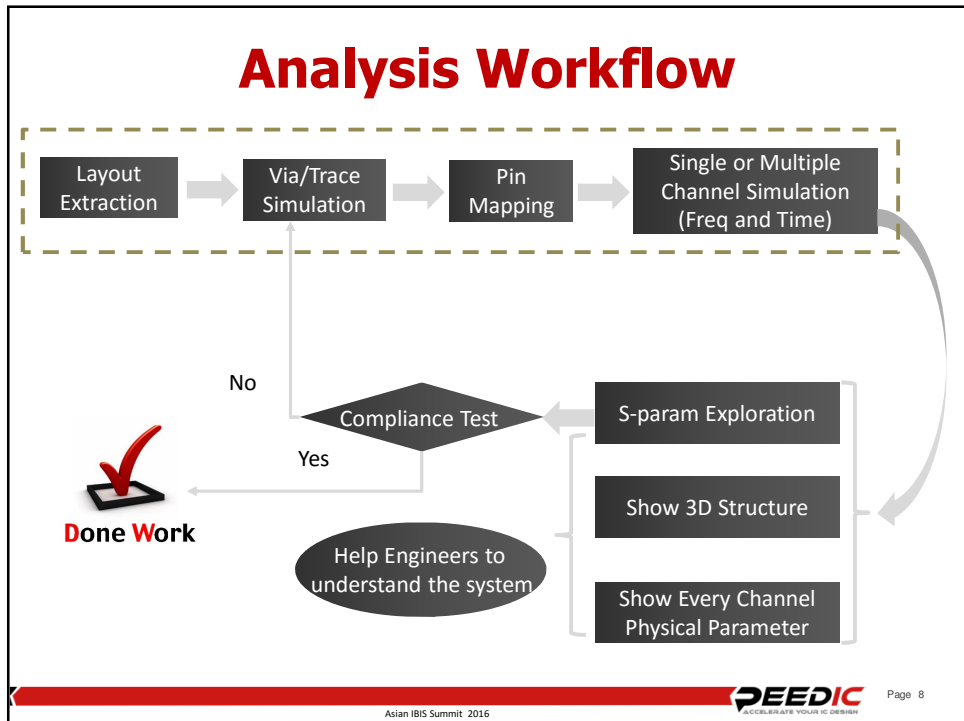 Analysis Workflow
Layout
Extraction
Via/Trace
Simulation
Pin
Mapping
Single or Multiple
Channel Simulation
(Freq and Time)
No
Compliance Test
S-param Exploration
Yes
Done Work
Show 3D Structure
Help Engineers to
understand the system
Show Every Channel
Physical Parameter
PEEDIC
ACCELERATE YOUR IC DESIGN
Page 8
Asian IBIS Summit 2016